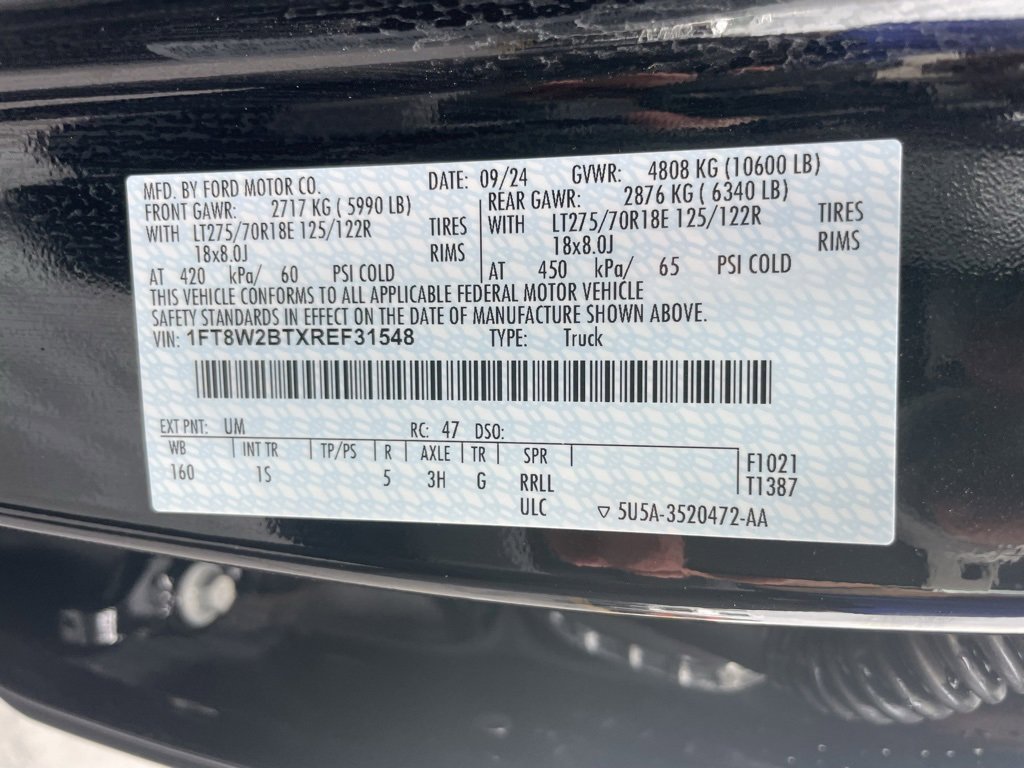 MFD. BY FORD MOTOR CO. DATE: 09/24 GVWR: 4808 KG (10600 LB)
FRONT GAWR: 2717 KG ( 5990 LB) REAR GAWR: 2876 KG ( 6340 LB)
WITH LT275/70R18E 125/122R TIRES WITH LT275/70R18E 125/122R TIRES
18x8.0J RIMS 18x8.0J RIMS
AT 420 kPa/ 60 PSI COLD AT 450 kPa/ 65 PSI COLD
THIS VEHICLE CONFORMS TO ALL APPLICABLE FEDERAL MOTOR VEHICLE
SAFETY STANDARDS IN EFFECT ON THE DATE OF MANUFACTURE SHOWN ABOVE.
VIN: 1FT8W2BTXREF31548 TYPE: Truck
EXT PNT: UM RC: 47 DSO:
WB INT TR TP/PS R AXLE TR SPR F1021
160 1S 5 3H G RRLL T1387
ULC ▽ 5U5A-3520472-AA